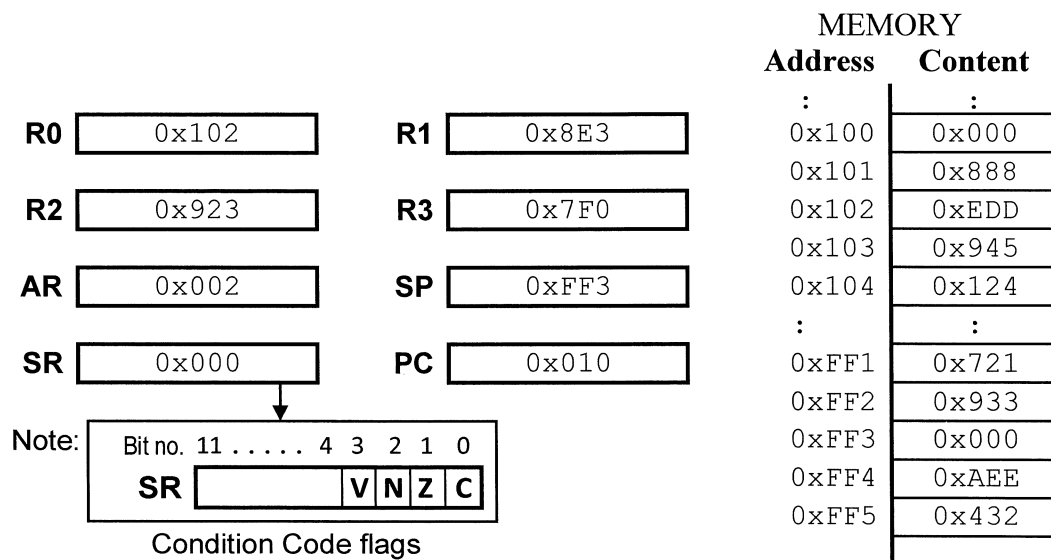 MEMORY
Address Content
: :
R0 0x102 R1 0x8E3 0x100 0x000
0x101 0x888
R2 0x923 R3 0x7F0 0x102 0xEDD
0x103 0x945
AR 0x002 SP 0xFF3 0x104 0x124
: :
SR 0x000 PC 0x010 0xFF1 0x721
0xFF2 0x933
Note: Bit no. 11 ..... 4 3 2 1 0 0xFF3 0x000
SR V N Z C 0xFF4 0xAEE
0xFF5 0x432
Condition Code flags